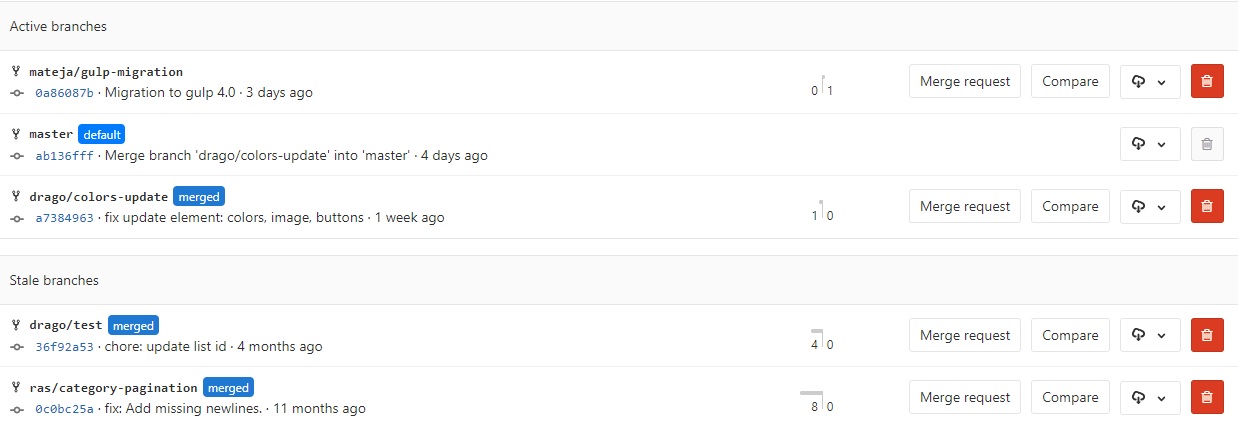 Active branches
mateja/gulp-migration
0a86087b · Migration to gulp 4.0 · 3 days ago
0 1
Merge request
Compare
master default
ab136fff · Merge branch 'drago/colors-update' into 'master' · 4 days ago
drago/colors-update merged
a7384963 · fix update element: colors, image, buttons · 1 week ago
1 0
Merge request
Compare
Stale branches
drago/test merged
36f92a53 · chore: update list id · 4 months ago
4 0
Merge request
Compare
ras/category-pagination merged
0c0bc25a · fix: Add missing newlines. · 11 months ago
8 0
Merge request
Compare